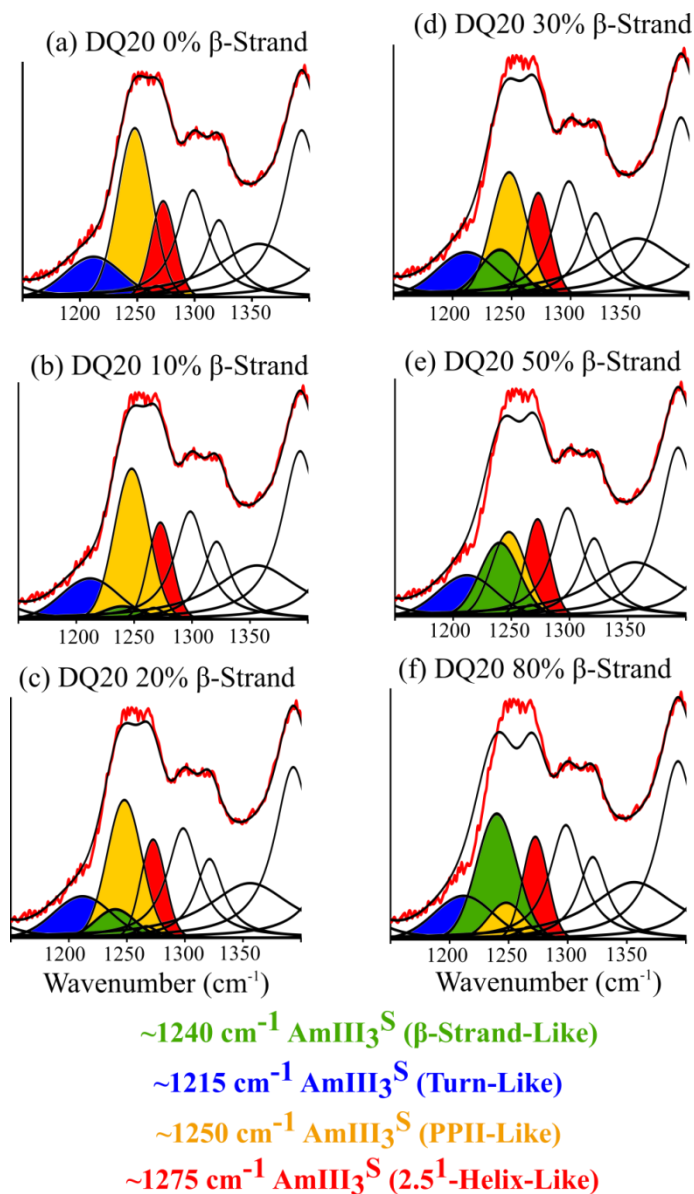 (a) DQ20 0% β-Strand
1200 1250 1300 1350
(b) DQ20 10% β-Strand
1200 1250 1300 1350
(c) DQ20 20% β-Strand
1200 1250 1300 1350
Wavenumber (cm⁻¹)
(d) DQ20 30% β-Strand
1200 1250 1300 1350
(e) DQ20 50% β-Strand
1200 1250 1300 1350
(f) DQ20 80% β-Strand
1200 1250 1300 1350
Wavenumber (cm⁻¹)
~1240 cm⁻¹ AmIII₃ˢ (β-Strand-Like)
~1215 cm⁻¹ AmIII₃ˢ (Turn-Like)
~1250 cm⁻¹ AmIII₃ˢ (PPII-Like)
~1275 cm⁻¹ AmIII₃ˢ (2.5¹-Helix-Like)